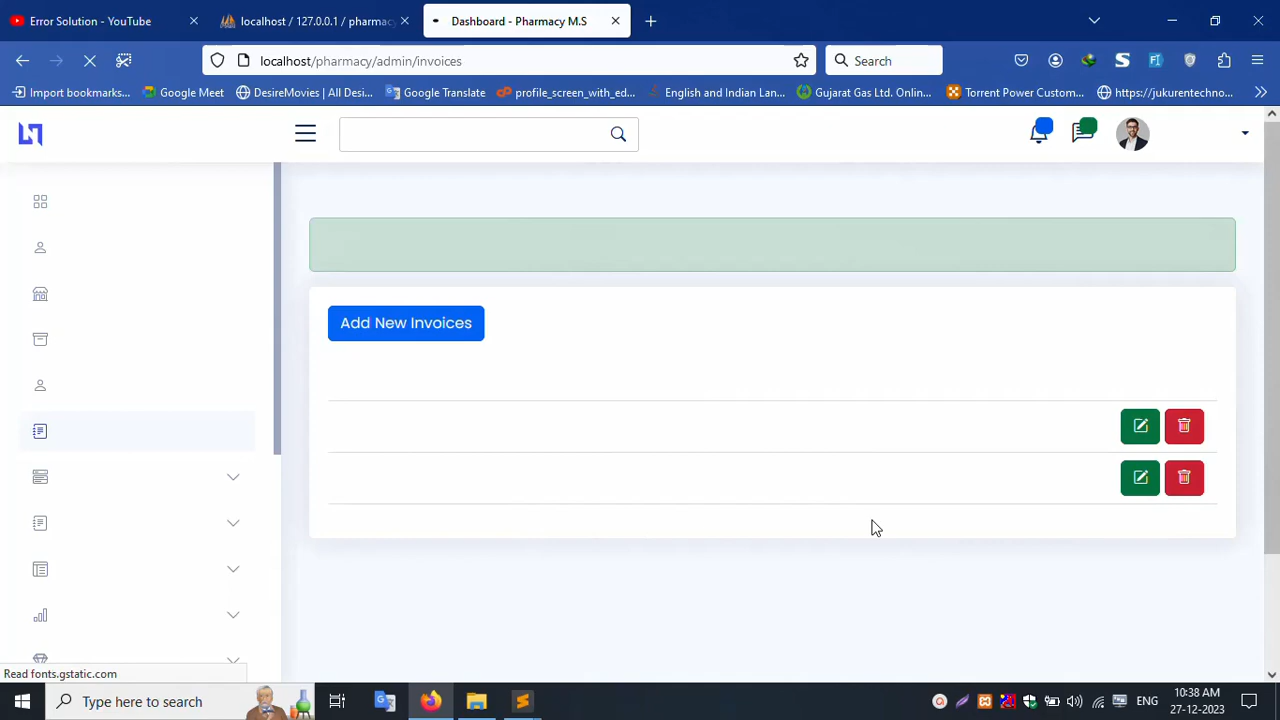 Error Solution - YouTube
localhost / 127.0.0.1 / pharmacy
Dashboard - Pharmacy M.S
localhost/pharmacy/admin/invoices
Search
Import bookmarks...
Google Meet
DesireMovies | All Desi...
Google Translate
profile_screen_with_ed...
English and Indian Lan...
Gujarat Gas Ltd. Onlin...
Torrent Power Custom...
https://jukurentechno...
Add New Invoices
Read fonts.gstatic.com
Type here to search
ENG
10:38 AM
27-12-2023